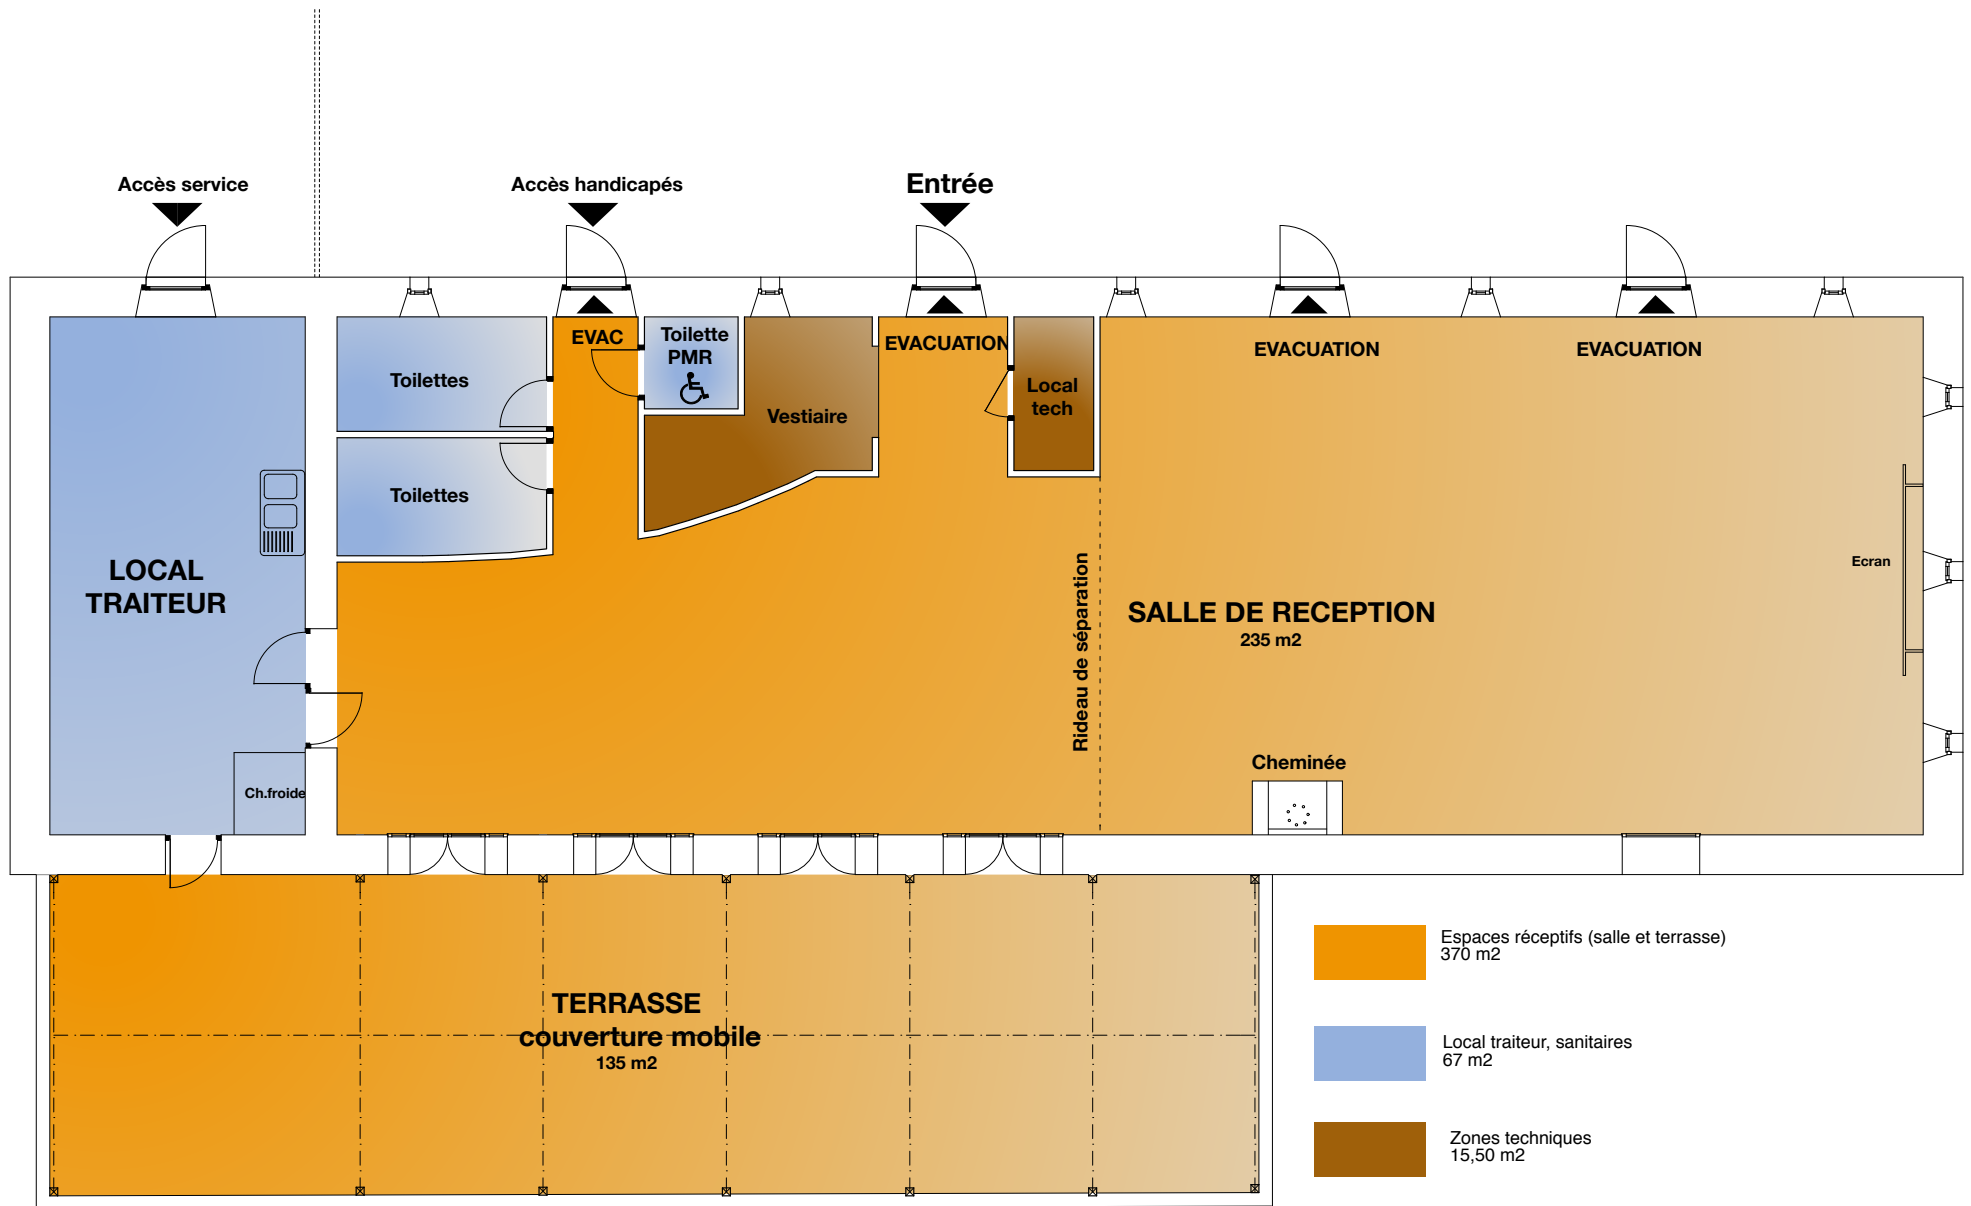 Accès service
Accès handicapés
Entrée
EVAC
Toilette
PMR
EVACUATION
EVACUATION
EVACUATION
Toilettes
Vestiaire
Local
tech
Toilettes
LOCAL
TRAITEUR
Rideau de séparation
SALLE DE RECEPTION
235 m2
Ecran
Cheminée
Ch.froide
TERRASSE
couverture mobile
135 m2
Espaces réceptifs (salle et terrasse)
370 m2
Local traiteur, sanitaires
67 m2
Zones techniques
15,50 m2